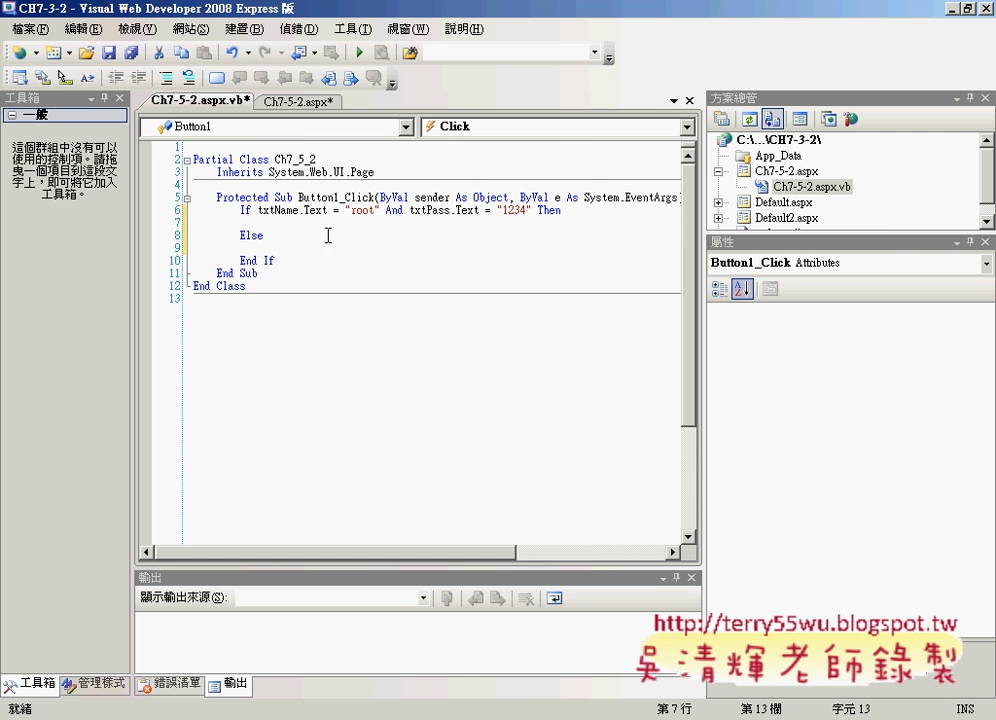 CH7-3-2 - Visual Web Developer 2008 Express 版
檔案(F) 編輯(E) 檢視(V) 網站(S) 建置(B) 偵錯(D) 工具(T) 視窗(W) 說明(H)
工具箱
一般
這個群組中沒有可以
使用的控制項。請拖
曳一個項目到這段文
字上，即可將它加入
工具箱。
Ch7-5-2.aspx.vb* Ch7-5-2.aspx*
Button1 Click
1
2 Partial Class Ch7_5_2
3 Inherits System.Web.UI.Page
4
5 Protected Sub Button1_Click(ByVal sender As Object, ByVal e As System.EventArgs)
6 If txtName.Text = "root" And txtPass.Text = "1234" Then
7
8 Else
9
10 End If
11 End Sub
12 End Class
13
方案總管
C:\...\CH7-3-2\
App_Data
Ch7-5-2.aspx
Ch7-5-2.aspx.vb
Default.aspx
Default2.aspx
屬性
Button1_Click Attributes
輸出
顯示輸出來源(S):
工具箱 管理樣式 錯誤清單 輸出
http://terry55wu.blogspot.tw
吳清輝老師錄製
就緒 第 7 行 第 13 欄 字元 13 INS